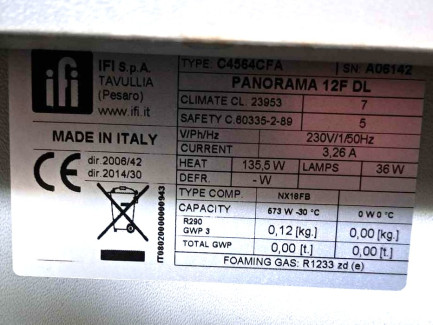 ifi
IFI S.p.A.
TAVULLIA
(Pesaro)
www.ifi.it
MADE IN ITALY
CE
dir.2006/42
dir.2014/30
IT08020000000943
TYPE: C4564CFA SN: A06142
PANORAMA 12F DL
CLIMATE CL. 23953 7
SAFETY C.60335-2-89 5
V/Ph/Hz 230V/1/50Hz
CURRENT 3,26 A
HEAT 135,5 W LAMPS 36 W
DEFR. - W
TYPE COMP. NX18FB
CAPACITY 573 W -30 °C 0 W 0 °C
R290
GWP 3 0,12 [kg.] 0,00 [kg.]
TOTAL GWP 0,00 [t.] 0,00 [t.]
FOAMING GAS: R1233 zd (e)